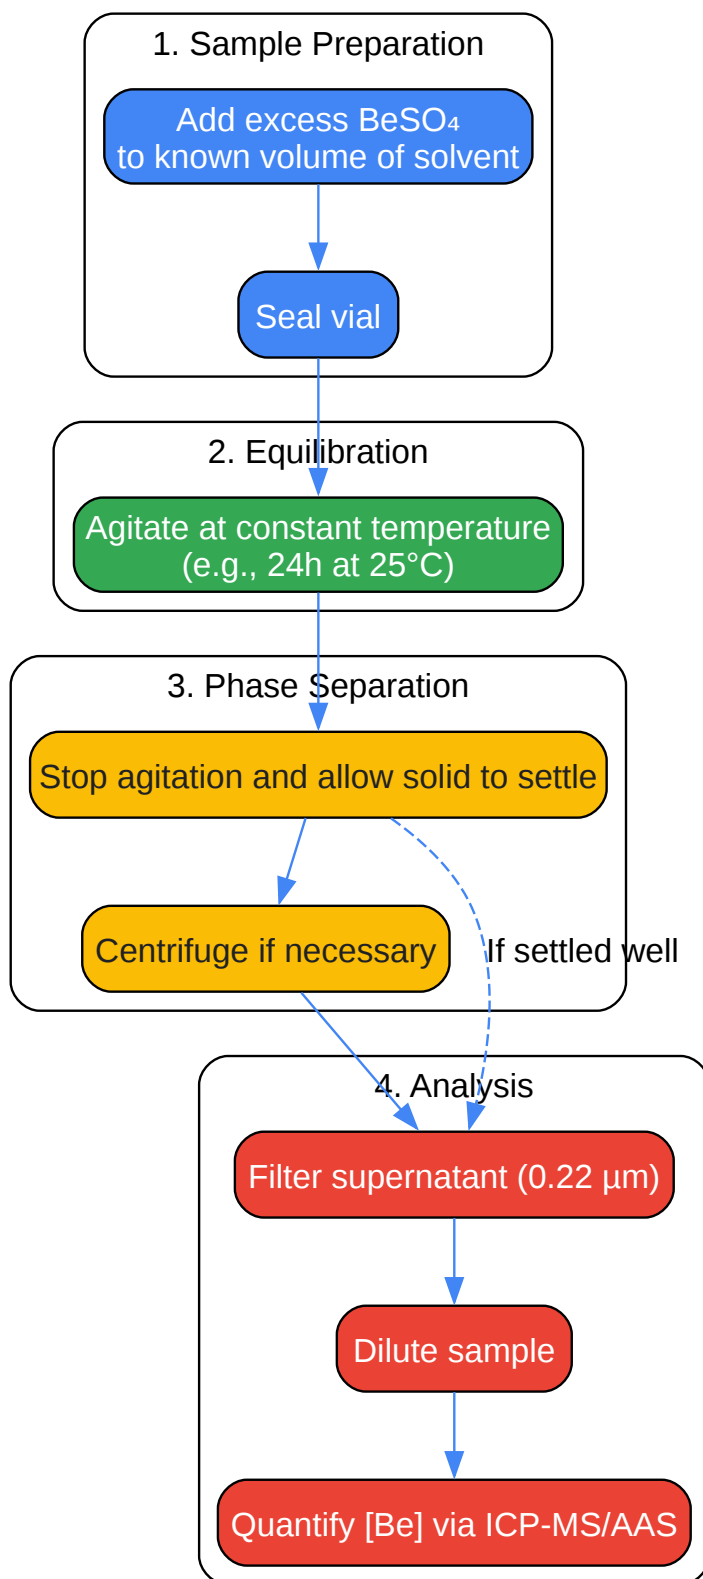 1. Sample Preparation
Add excess BeSO₄
to known volume of solvent
Seal vial
2. Equilibration
Agitate at constant temperature
(e.g., 24h at 25°C)
3. Phase Separation
Stop agitation and allow solid to settle
Centrifuge if necessary
If settled well
4. Analysis
Filter supernatant (0.22 µm)
Dilute sample
Quantify [Be] via ICP-MS/AAS